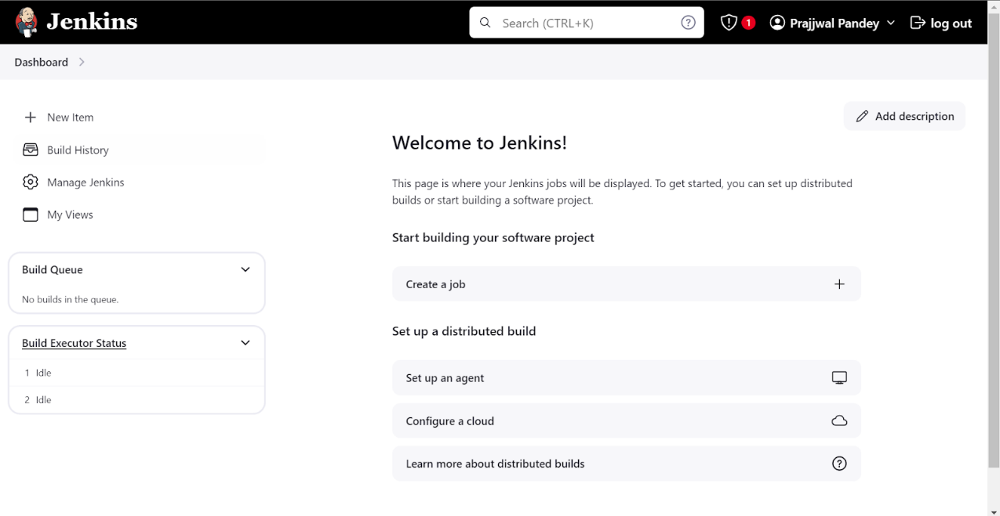 Jenkins
Search (CTRL+K)
1
Prajjwal Pandey
log out
Dashboard
New Item
Build History
Manage Jenkins
My Views
Build Queue
No builds in the queue.
Build Executor Status
1 Idle
2 Idle
Add description
Welcome to Jenkins!
This page is where your Jenkins jobs will be displayed. To get started, you can set up distributed
builds or start building a software project.
Start building your software project
Create a job
Set up a distributed build
Set up an agent
Configure a cloud
Learn more about distributed builds